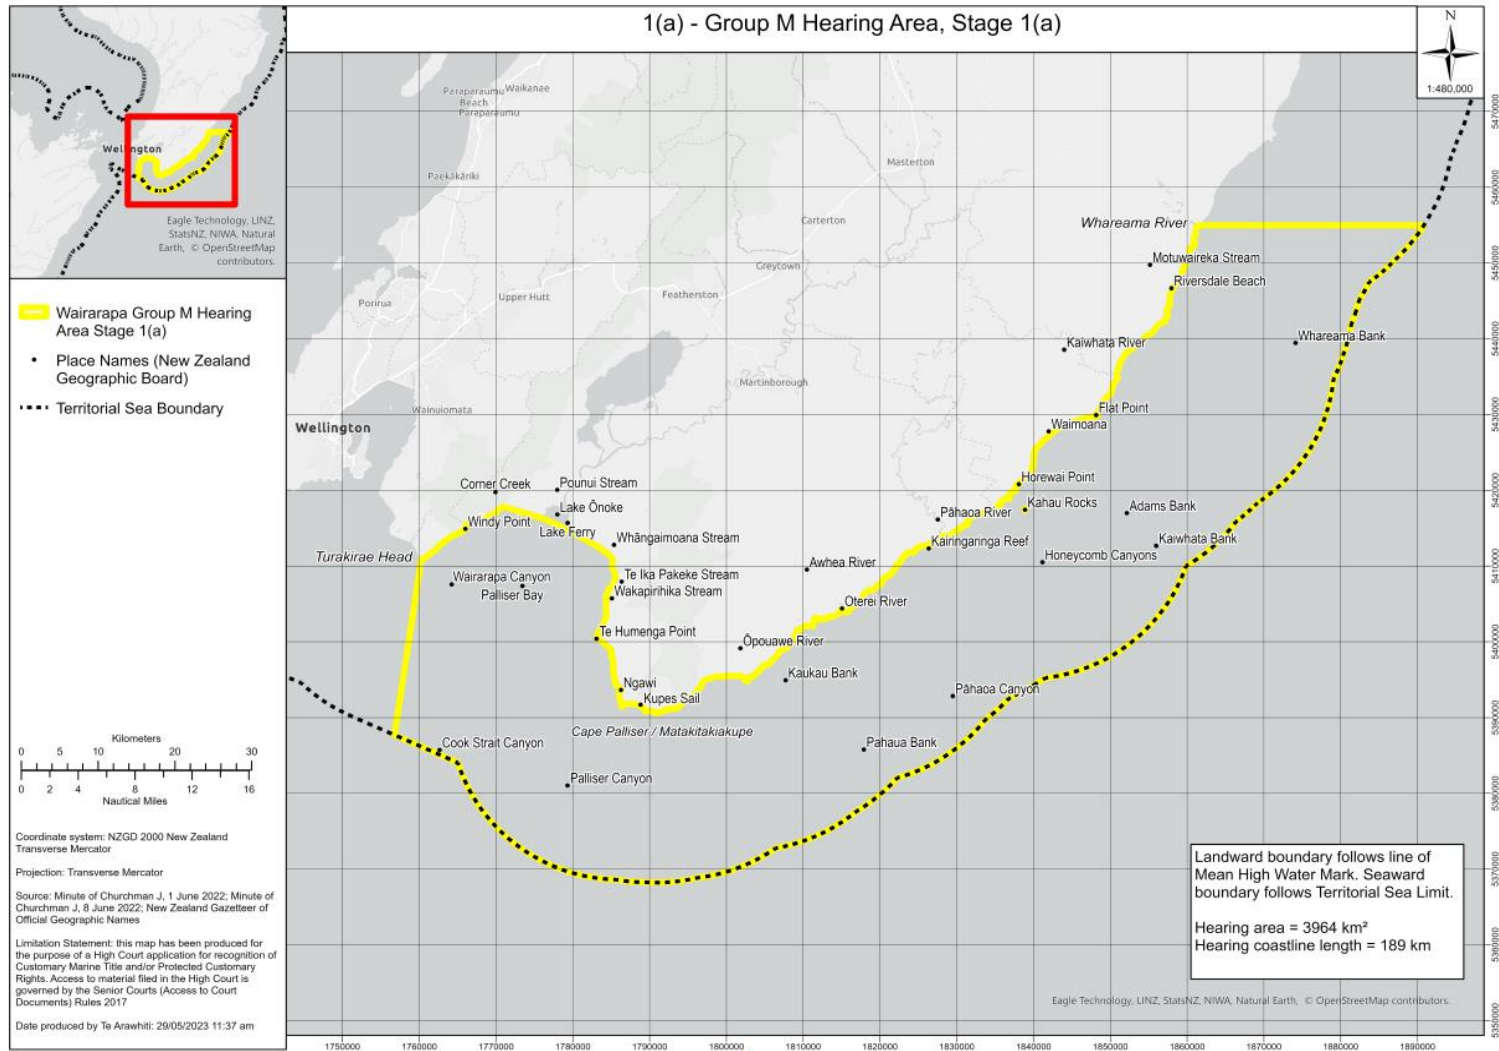 1(a) - Group M Hearing Area, Stage 1(a)
N
1:480,000
Wellington
Eagle Technology, LINZ,
StatsNZ, NIWA, Natural
Earth, © OpenStreetMap
contributors.
Wairarapa Group M Hearing
Area Stage 1(a)
Place Names (New Zealand
Geographic Board)
Territorial Sea Boundary
Kilometers
0 5 10 20 30
0 2 4 8 12 16
Nautical Miles
Coordinate system: NZGD 2000 New Zealand
Transverse Mercator
Projection: Transverse Mercator
Source: Minute of Churchman J, 1 June 2022; Minute of
Churchman J, 8 June 2022; New Zealand Gazetteer of
Official Geographic Names
Limitation Statement: this map has been produced for
the purpose of a High Court application for recognition of
Customary Marine Title and/or Protected Customary
Rights. Access to material filed in the High Court is
governed by the Senior Courts (Access to Court
Documents) Rules 2017
Date produced by Te Arawhiti: 29/05/2023 11:37 am
Paraparaumu
Beach
Waikanae
Paraparaumu
Masterton
Paekākāriki
Carterton
Whareama River
Motuwaireka Stream
Greytown
Riversdale Beach
Upper Hutt
Featherston
Porirua
Whareama Bank
Kaiwhata River
Martinborough
Wainuiomata
Flat Point
Wellington
Waimoana
Corner Creek
Pounui Stream
Horewai Point
Lake Ōnoke
Kahau Rocks
Adams Bank
Windy Point
Lake Ferry
Pāhaoa River
Whāngaimoana Stream
Kairingaringa Reef
Kaiwhata Bank
Turakirae Head
Honeycomb Canyons
Awhea River
Wairarapa Canyon
Te Ika Pakeke Stream
Palliser Bay
Wakapirihika Stream
Oterei River
Te Humenga Point
Ōpouawe River
Kaukau Bank
Ngawi
Pāhaoa Canyon
Kupes Sail
Cape Palliser / Matakitakiakupe
Cook Strait Canyon
Pahaua Bank
Palliser Canyon
Landward boundary follows line of
Mean High Water Mark. Seaward
boundary follows Territorial Sea Limit.
Hearing area = 3964 km²
Hearing coastline length = 189 km
Eagle Technology, LINZ, StatsNZ, NIWA, Natural Earth, © OpenStreetMap contributors.
5470000
5460000
5450000
5440000
5430000
5420000
5410000
5400000
5390000
5380000
5370000
5360000
5350000
1750000 1760000 1770000 1780000 1790000 1800000 1810000 1820000 1830000 1840000 1850000 1860000 1870000 1880000 1890000